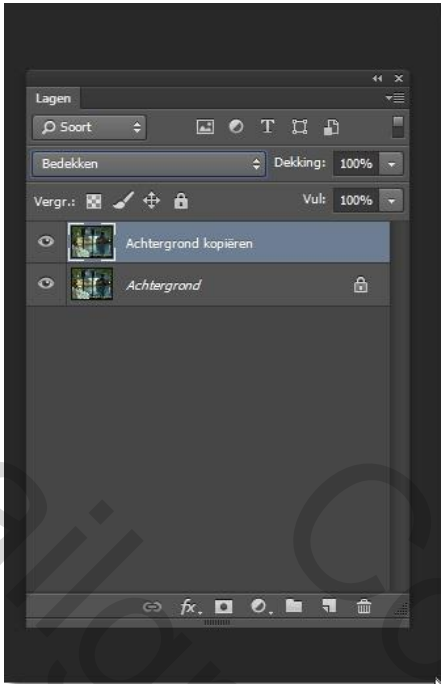 Lagen
Soort
Bedekken Dekking: 100%
Vergr.: Vul: 100%
Achtergrond kopiëren
Achtergrond
fx.